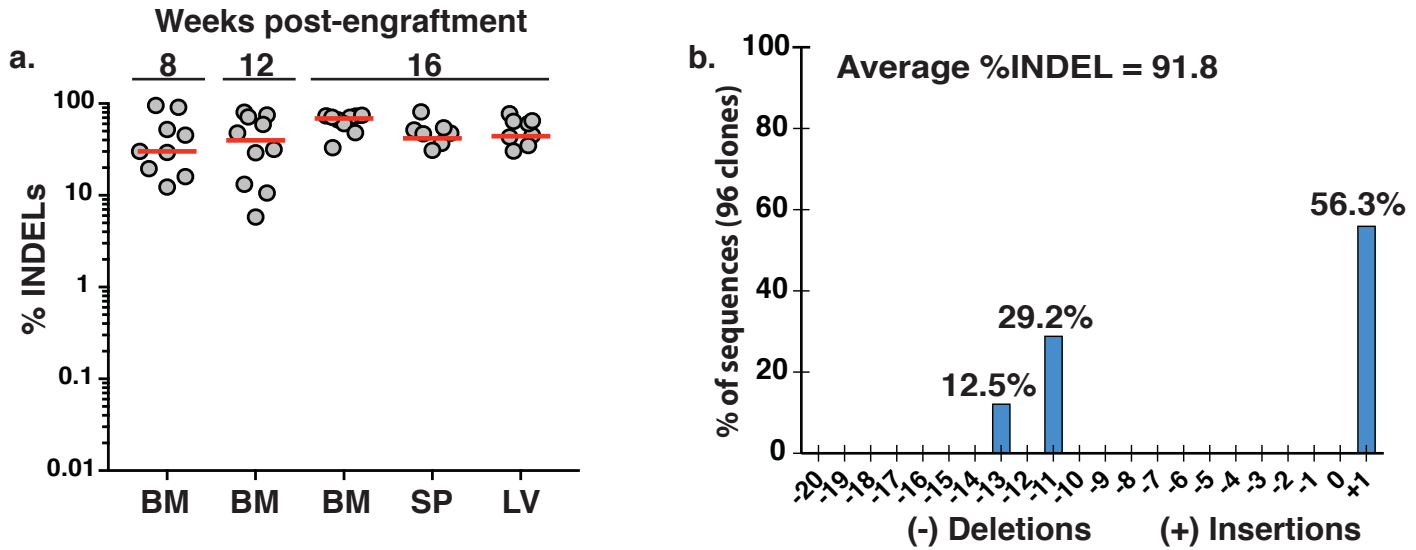 Weeks post-engraftment
a.
8 12 16
% INDELs
100
10
1
0.1
0.01
BM BM BM SP LV
b.
Average %INDEL = 91.8
% of sequences (96 clones)
100
80
60
40
20
0
12.5%
29.2%
56.3%
-20 -19 -18 -17 -16 -15 -14 -13 -12 -11 -10 -9 -8 -7 -6 -5 -4 -3 -2 -1 0 +1
(-) Deletions (+) Insertions